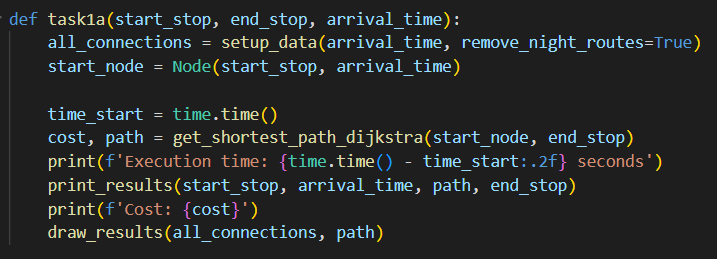 def task1a(start_stop, end_stop, arrival_time):
    all_connections = setup_data(arrival_time, remove_night_routes=True)
    start_node = Node(start_stop, arrival_time)

    time_start = time.time()
    cost, path = get_shortest_path_dijkstra(start_node, end_stop)
    print(f'Execution time: {time.time() - time_start:.2f} seconds')
    print_results(start_stop, arrival_time, path, end_stop)
    print(f'Cost: {cost}')
    draw_results(all_connections, path)